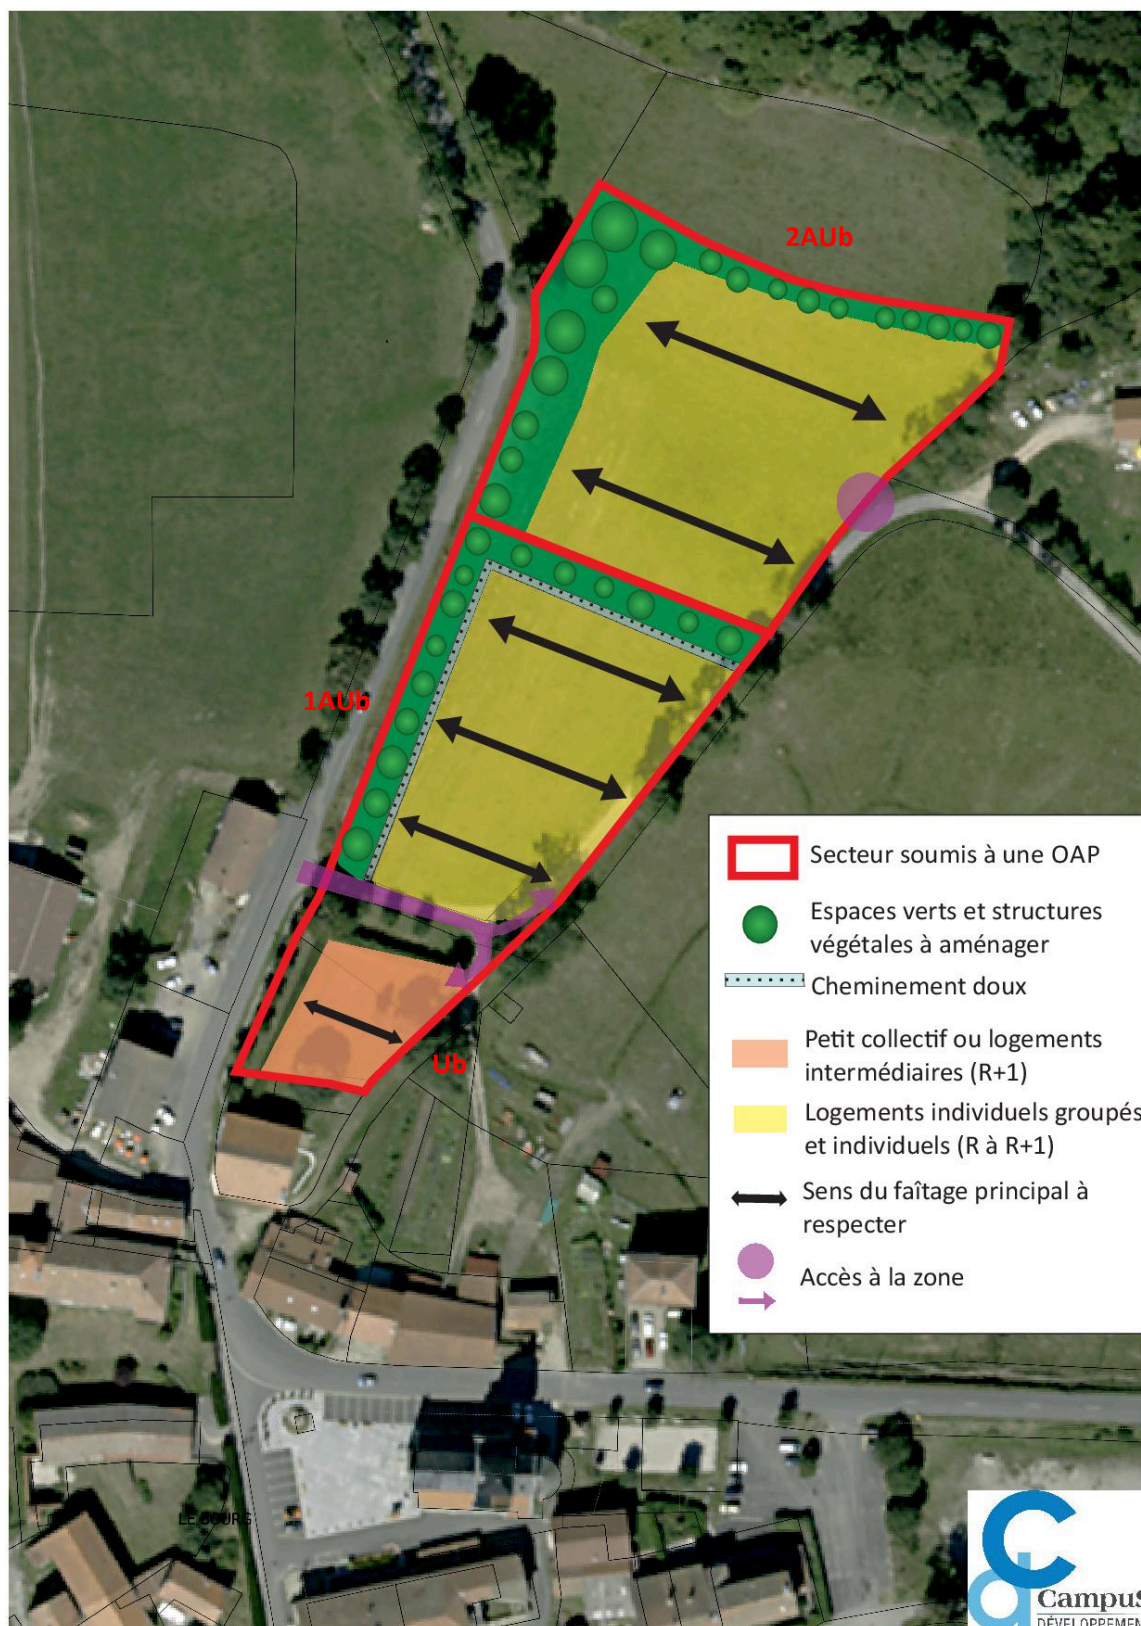 2AUb
1AUb
Ub
Secteur soumis à une OAP
Espaces verts et structures
végétales à aménager
Cheminement doux
Petit collectif ou logements
intermédiaires (R+1)
Logements individuels groupés
et individuels (R à R+1)
Sens du faîtage principal à
respecter
Accès à la zone
LE BOURG
Campus
DÉVELOPPEMEN